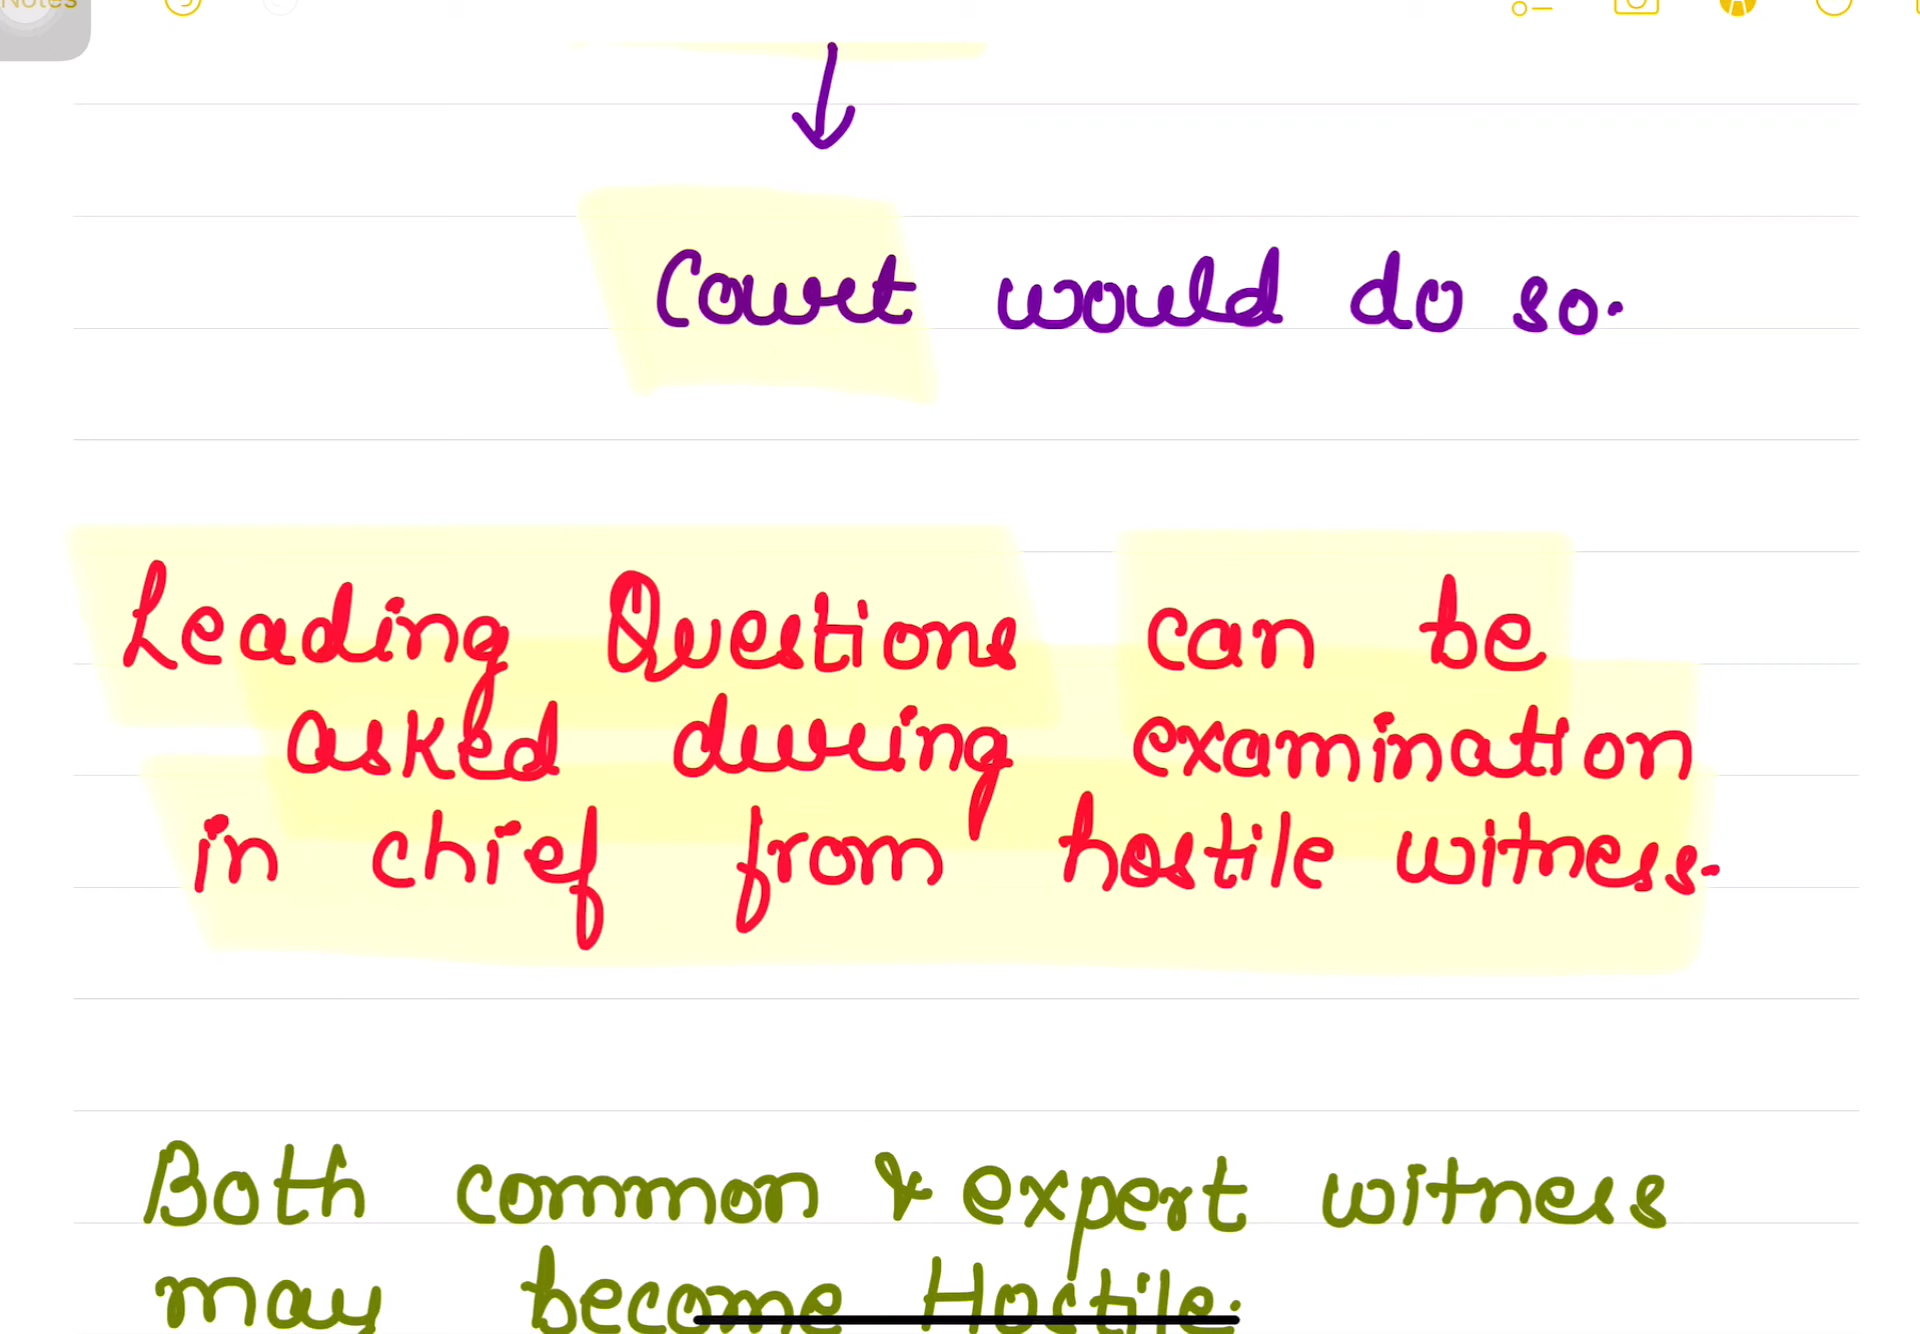 Notes
Court would do so.
Leading Questions can be
asked during examination
in chief from hostile witness.
Both common & expert witness
may become Hostile.